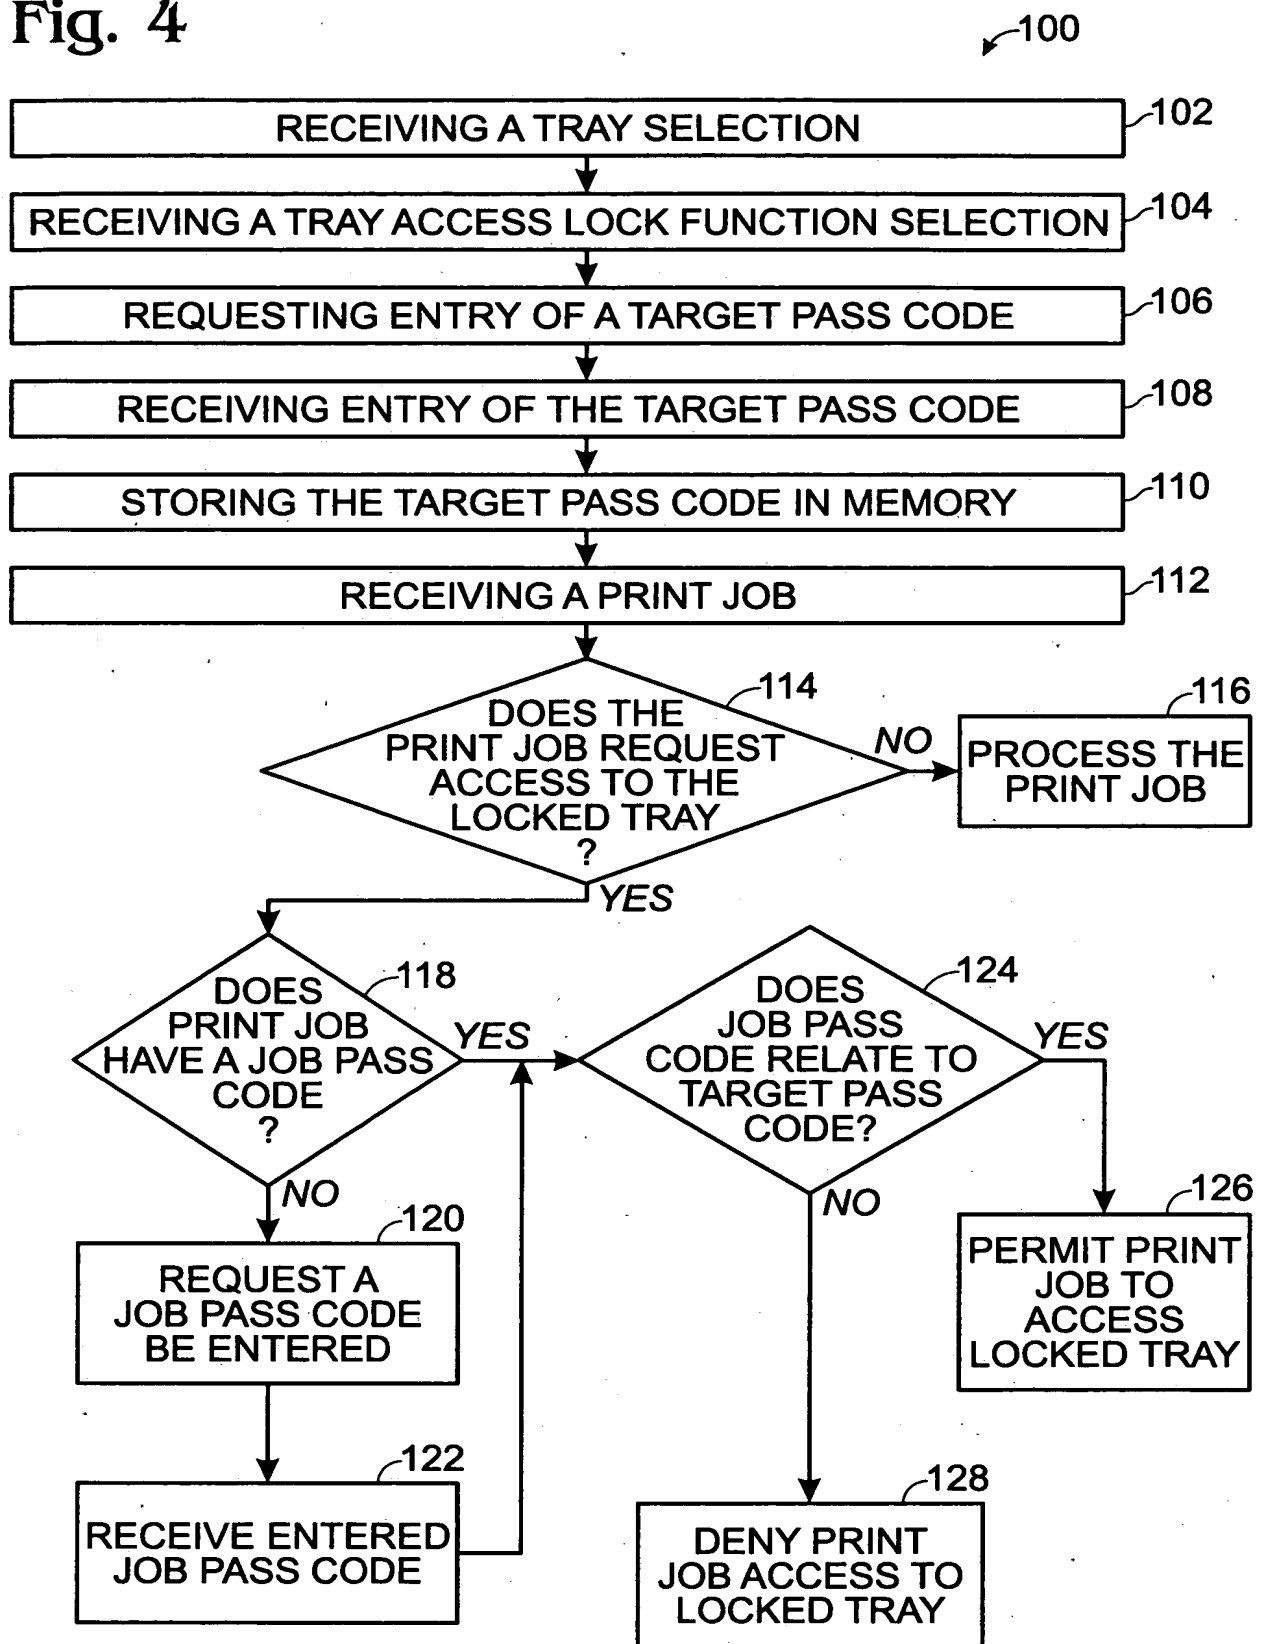 Fig. 4
100
RECEIVING A TRAY SELECTION
102
RECEIVING A TRAY ACCESS LOCK FUNCTION SELECTION
104
REQUESTING ENTRY OF A TARGET PASS CODE
106
RECEIVING ENTRY OF THE TARGET PASS CODE
108
STORING THE TARGET PASS CODE IN MEMORY
110
RECEIVING A PRINT JOB
112
DOES THE
PRINT JOB REQUEST
ACCESS TO THE
LOCKED TRAY
?
114
NO
PROCESS THE
PRINT JOB
116
YES
DOES
PRINT JOB
HAVE A JOB PASS
CODE
?
118
YES
NO
REQUEST A
JOB PASS CODE
BE ENTERED
120
RECEIVE ENTERED
JOB PASS CODE
122
DOES
JOB PASS
CODE RELATE TO
TARGET PASS
CODE?
124
YES
NO
PERMIT PRINT
JOB TO
ACCESS
LOCKED TRAY
126
DENY PRINT
JOB ACCESS TO
LOCKED TRAY
128